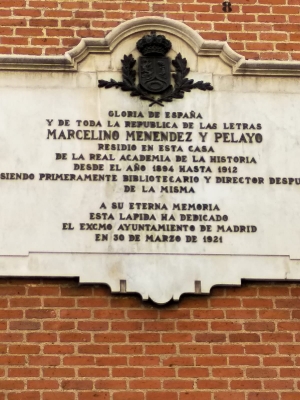 GLORIA DE ESPAÑA
Y DE TODA LA REPUBLICA DE LAS LETRAS
MARCELINO MENENDEZ Y PELAYO
RESIDIO EN ESTA CASA
DE LA REAL ACADEMIA DE LA HISTORIA
DESDE EL AÑO 1894 HASTA 1912
SIENDO PRIMERAMENTE BIBLIOTECARIO Y DIRECTOR DESPU
DE LA MISMA
A SU ETERNA MEMORIA
ESTA LAPIDA HA DEDICADO
EL EXCMO AYUNTAMIENTO DE MADRID
EN 30 DE MARZO DE 1921